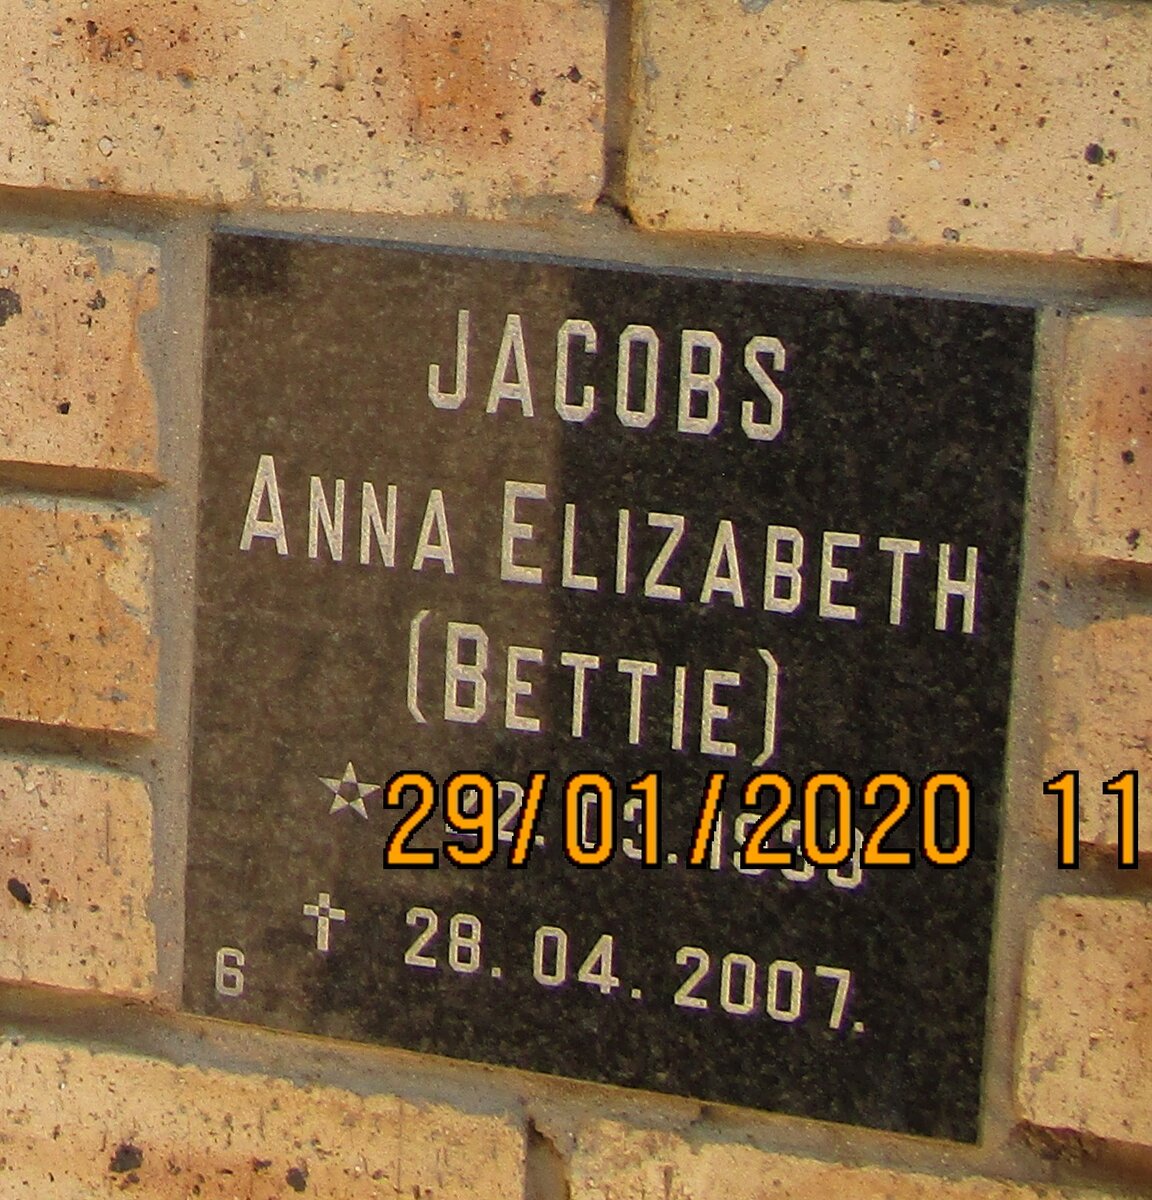 JACOBS
ANNA ELIZABETH
(BETTIE)
29/01/2020 11
† 28. 04. 2007.
6